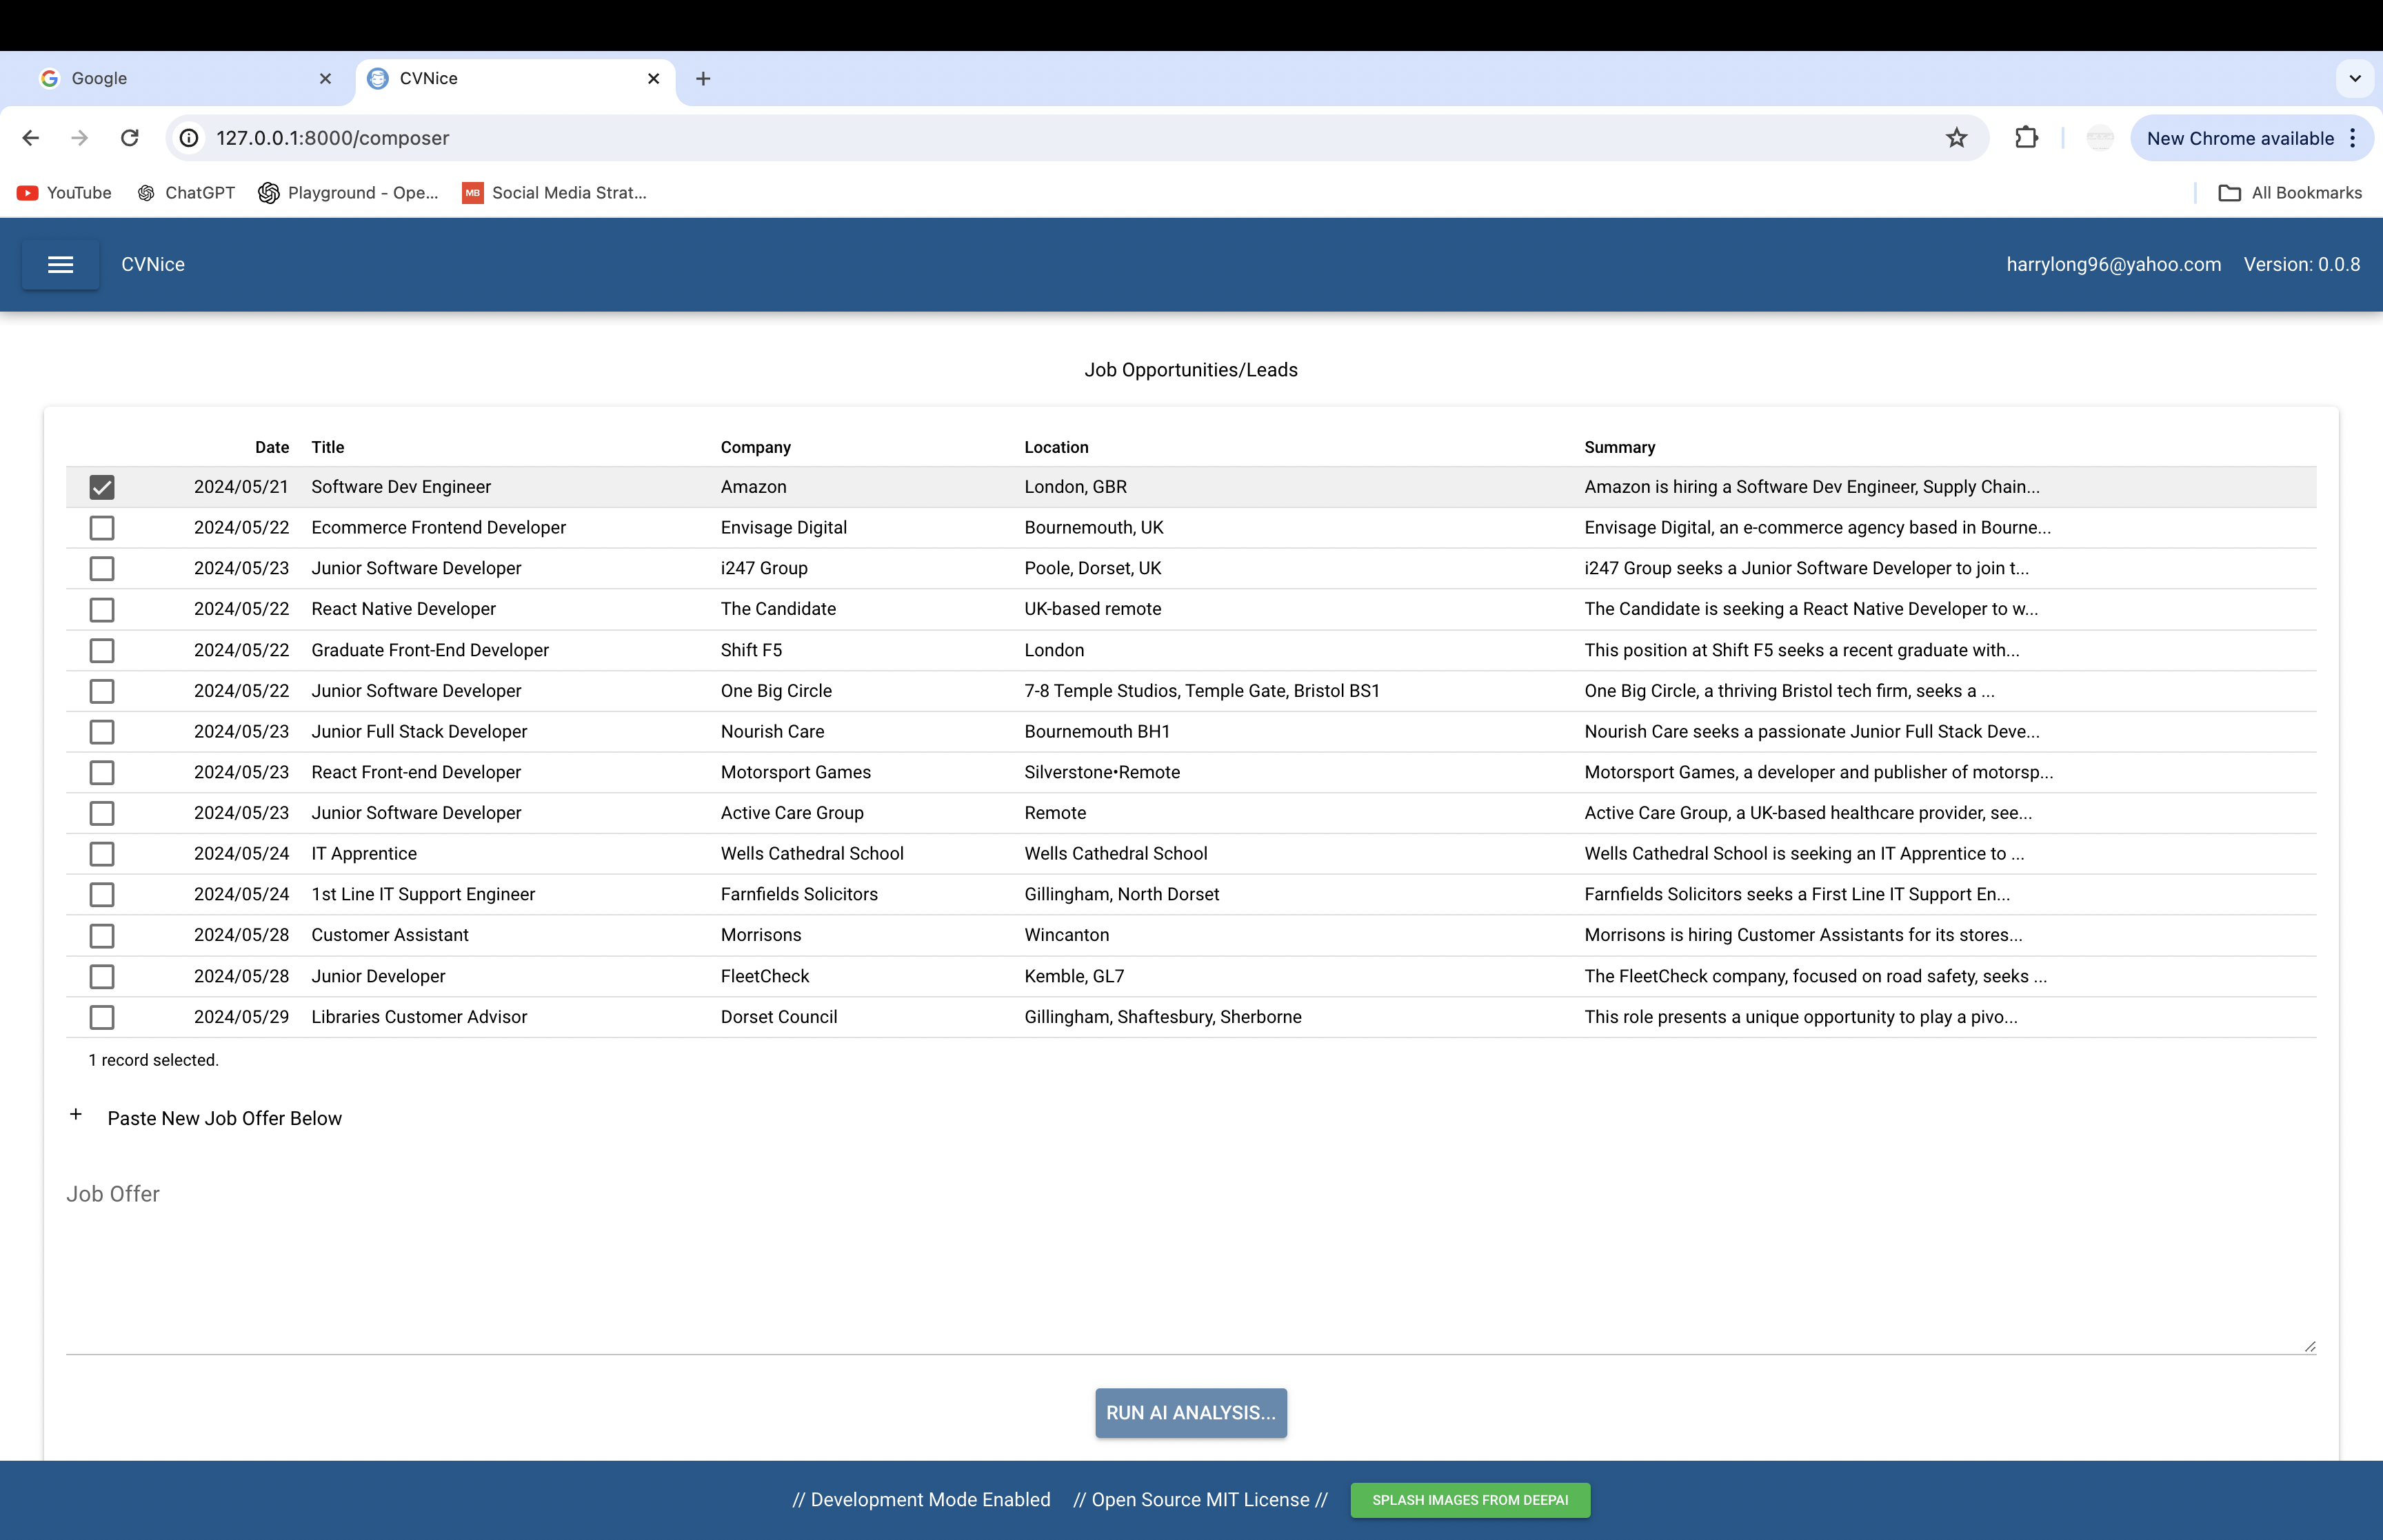 Google
CVNice
127.0.0.1:8000/composer
New Chrome available
YouTube
ChatGPT
Playground - Ope...
MB
Social Media Strat...
All Bookmarks
CVNice
harrylong96@yahoo.com Version: 0.0.8
Job Opportunities/Leads
Date Title Company Location Summary
2024/05/21 Software Dev Engineer Amazon London, GBR Amazon is hiring a Software Dev Engineer, Supply Chain...
2024/05/22 Ecommerce Frontend Developer Envisage Digital Bournemouth, UK Envisage Digital, an e-commerce agency based in Bourne...
2024/05/23 Junior Software Developer i247 Group Poole, Dorset, UK i247 Group seeks a Junior Software Developer to join t...
2024/05/22 React Native Developer The Candidate UK-based remote The Candidate is seeking a React Native Developer to w...
2024/05/22 Graduate Front-End Developer Shift F5 London This position at Shift F5 seeks a recent graduate with...
2024/05/22 Junior Software Developer One Big Circle 7-8 Temple Studios, Temple Gate, Bristol BS1 One Big Circle, a thriving Bristol tech firm, seeks a ...
2024/05/23 Junior Full Stack Developer Nourish Care Bournemouth BH1 Nourish Care seeks a passionate Junior Full Stack Deve...
2024/05/23 React Front-end Developer Motorsport Games Silverstone•Remote Motorsport Games, a developer and publisher of motorsp...
2024/05/23 Junior Software Developer Active Care Group Remote Active Care Group, a UK-based healthcare provider, see...
2024/05/24 IT Apprentice Wells Cathedral School Wells Cathedral School Wells Cathedral School is seeking an IT Apprentice to ...
2024/05/24 1st Line IT Support Engineer Farnfields Solicitors Gillingham, North Dorset Farnfields Solicitors seeks a First Line IT Support En...
2024/05/28 Customer Assistant Morrisons Wincanton Morrisons is hiring Customer Assistants for its stores...
2024/05/28 Junior Developer FleetCheck Kemble, GL7 The FleetCheck company, focused on road safety, seeks ...
2024/05/29 Libraries Customer Advisor Dorset Council Gillingham, Shaftesbury, Sherborne This role presents a unique opportunity to play a pivo...
1 record selected.
+ Paste New Job Offer Below
Job Offer
RUN AI ANALYSIS...
// Development Mode Enabled // Open Source MIT License // SPLASH IMAGES FROM DEEPAI